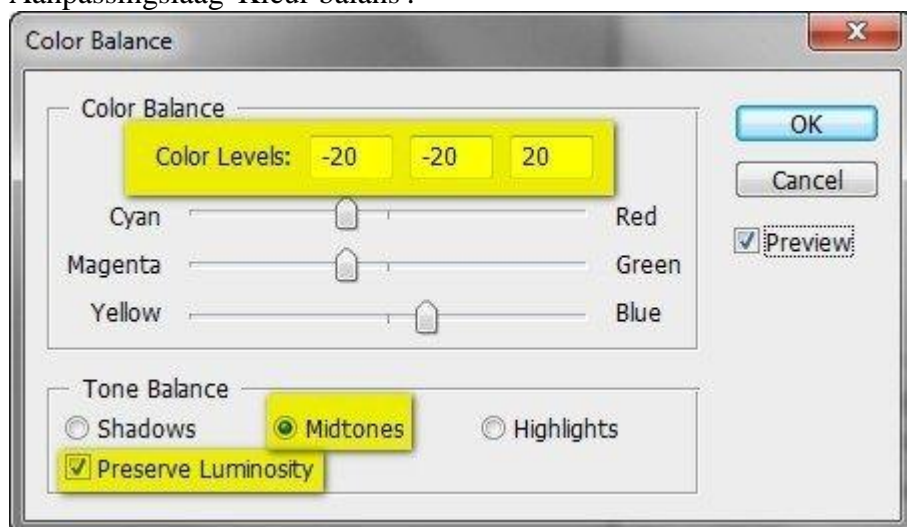 Aanpassingslaag 'Kleur balans'.
Color Balance
Color Balance
Color Levels: -20 -20 20
OK
Cancel
Preview
Cyan Red
Magenta Green
Yellow Blue
Tone Balance
Shadows Midtones Highlights
Preserve Luminosity